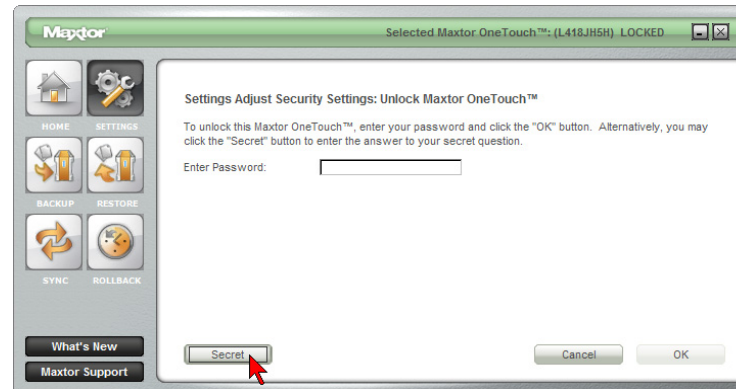 Maxtor
Selected Maxtor OneTouch™: (L418JH5H) LOCKED
HOME SETTINGS
BACKUP RESTORE
SYNC ROLLBACK
What's New
Maxtor Support
Settings Adjust Security Settings: Unlock Maxtor OneTouch™
To unlock this Maxtor OneTouch™, enter your password and click the "OK" button. Alternatively, you may
click the "Secret" button to enter the answer to your secret question.
Enter Password:
Secret Cancel OK